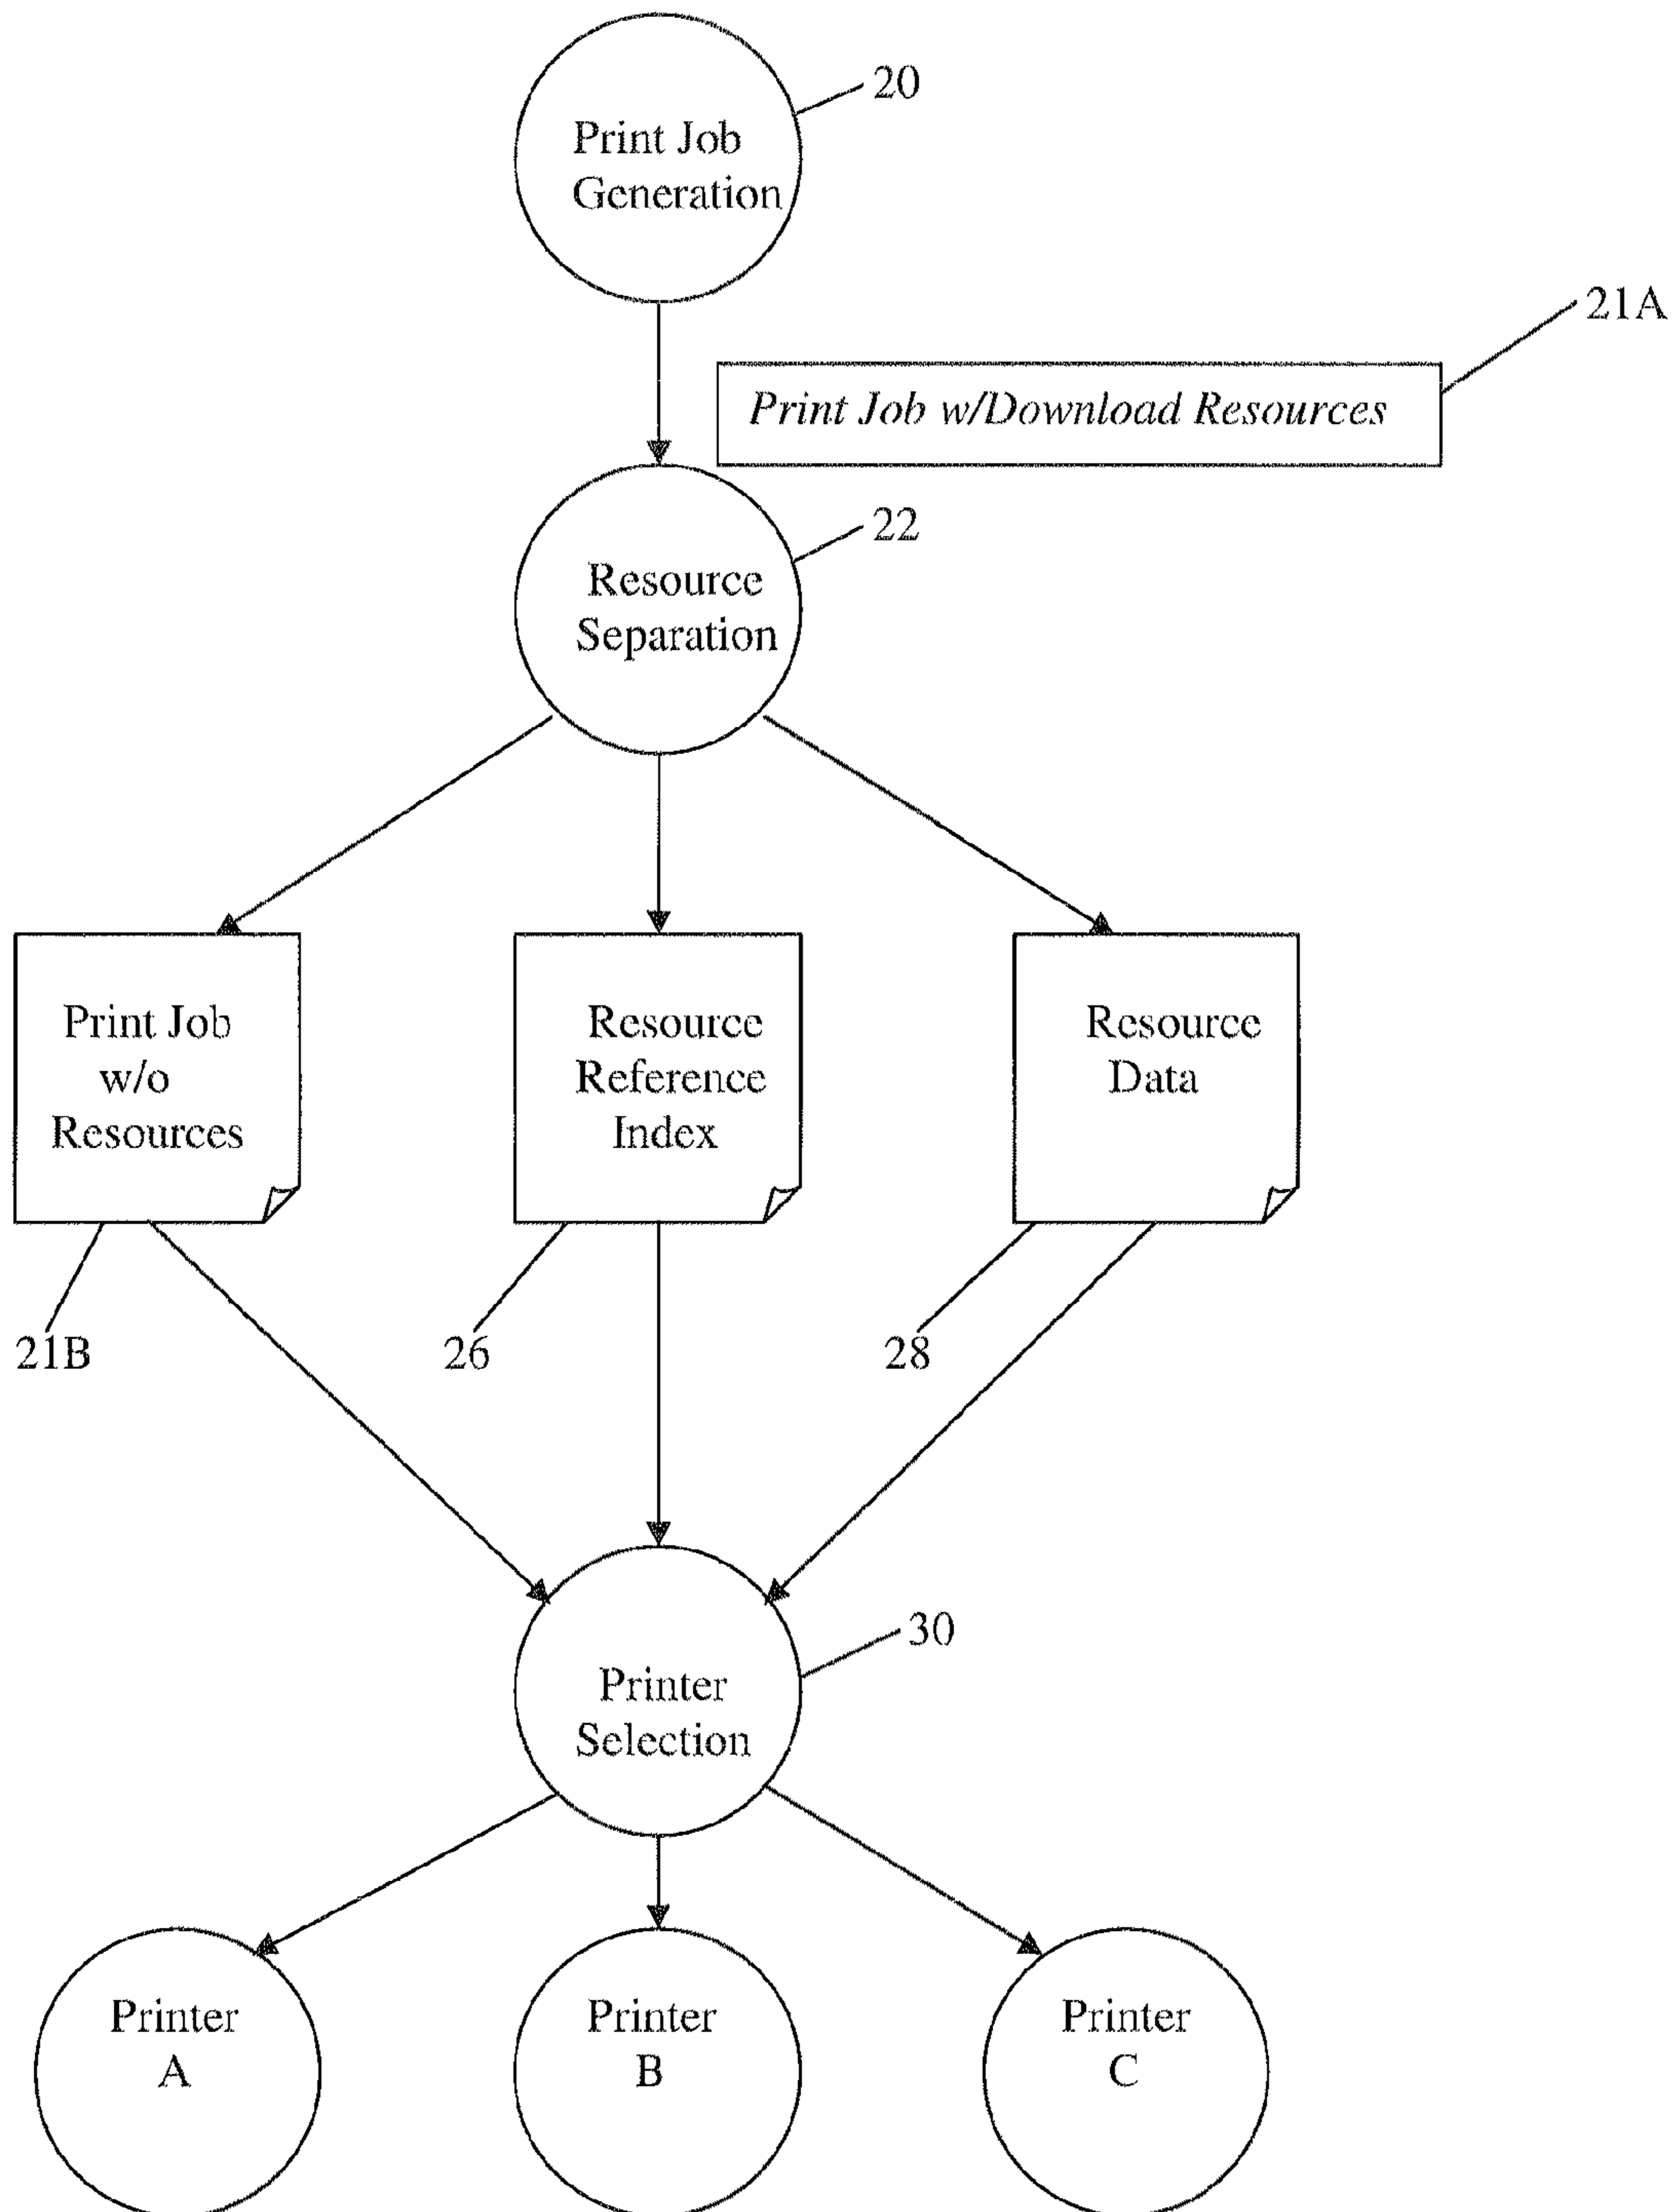 20
Print Job
Generation
21A
Print Job w/Download Resources
22
Resource
Separation
Print Job
w/o
Resources
Resource
Reference
Index
Resource
Data
21B
26
28
30
Printer
Selection
Printer
A
Printer
B
Printer
C